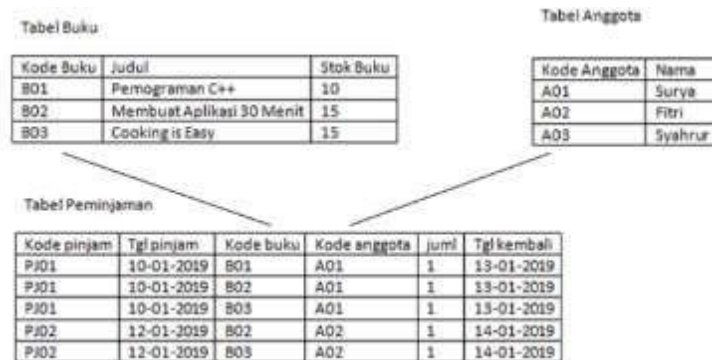 Tabel Buku
Kode Buku Judul Stok Buku
B01 Pemograman C++ 10
B02 Membuat Aplikasi 30 Menit 15
B03 Cooking is Easy 15
Tabel Anggota
Kode Anggota Nama
A01 Surya
A02 Fitri
A03 Syahrur
Tabel Peminjaman
Kode pinjam Tgl pinjam Kode buku Kode anggota juml Tgl kembali
PJ01 10-01-2019 B01 A01 1 13-01-2019
PJ01 10-01-2019 B02 A01 1 13-01-2019
PJ01 10-01-2019 B03 A01 1 13-01-2019
PJ02 12-01-2019 B02 A02 1 14-01-2019
PJ02 12-01-2019 B03 A02 1 14-01-2019